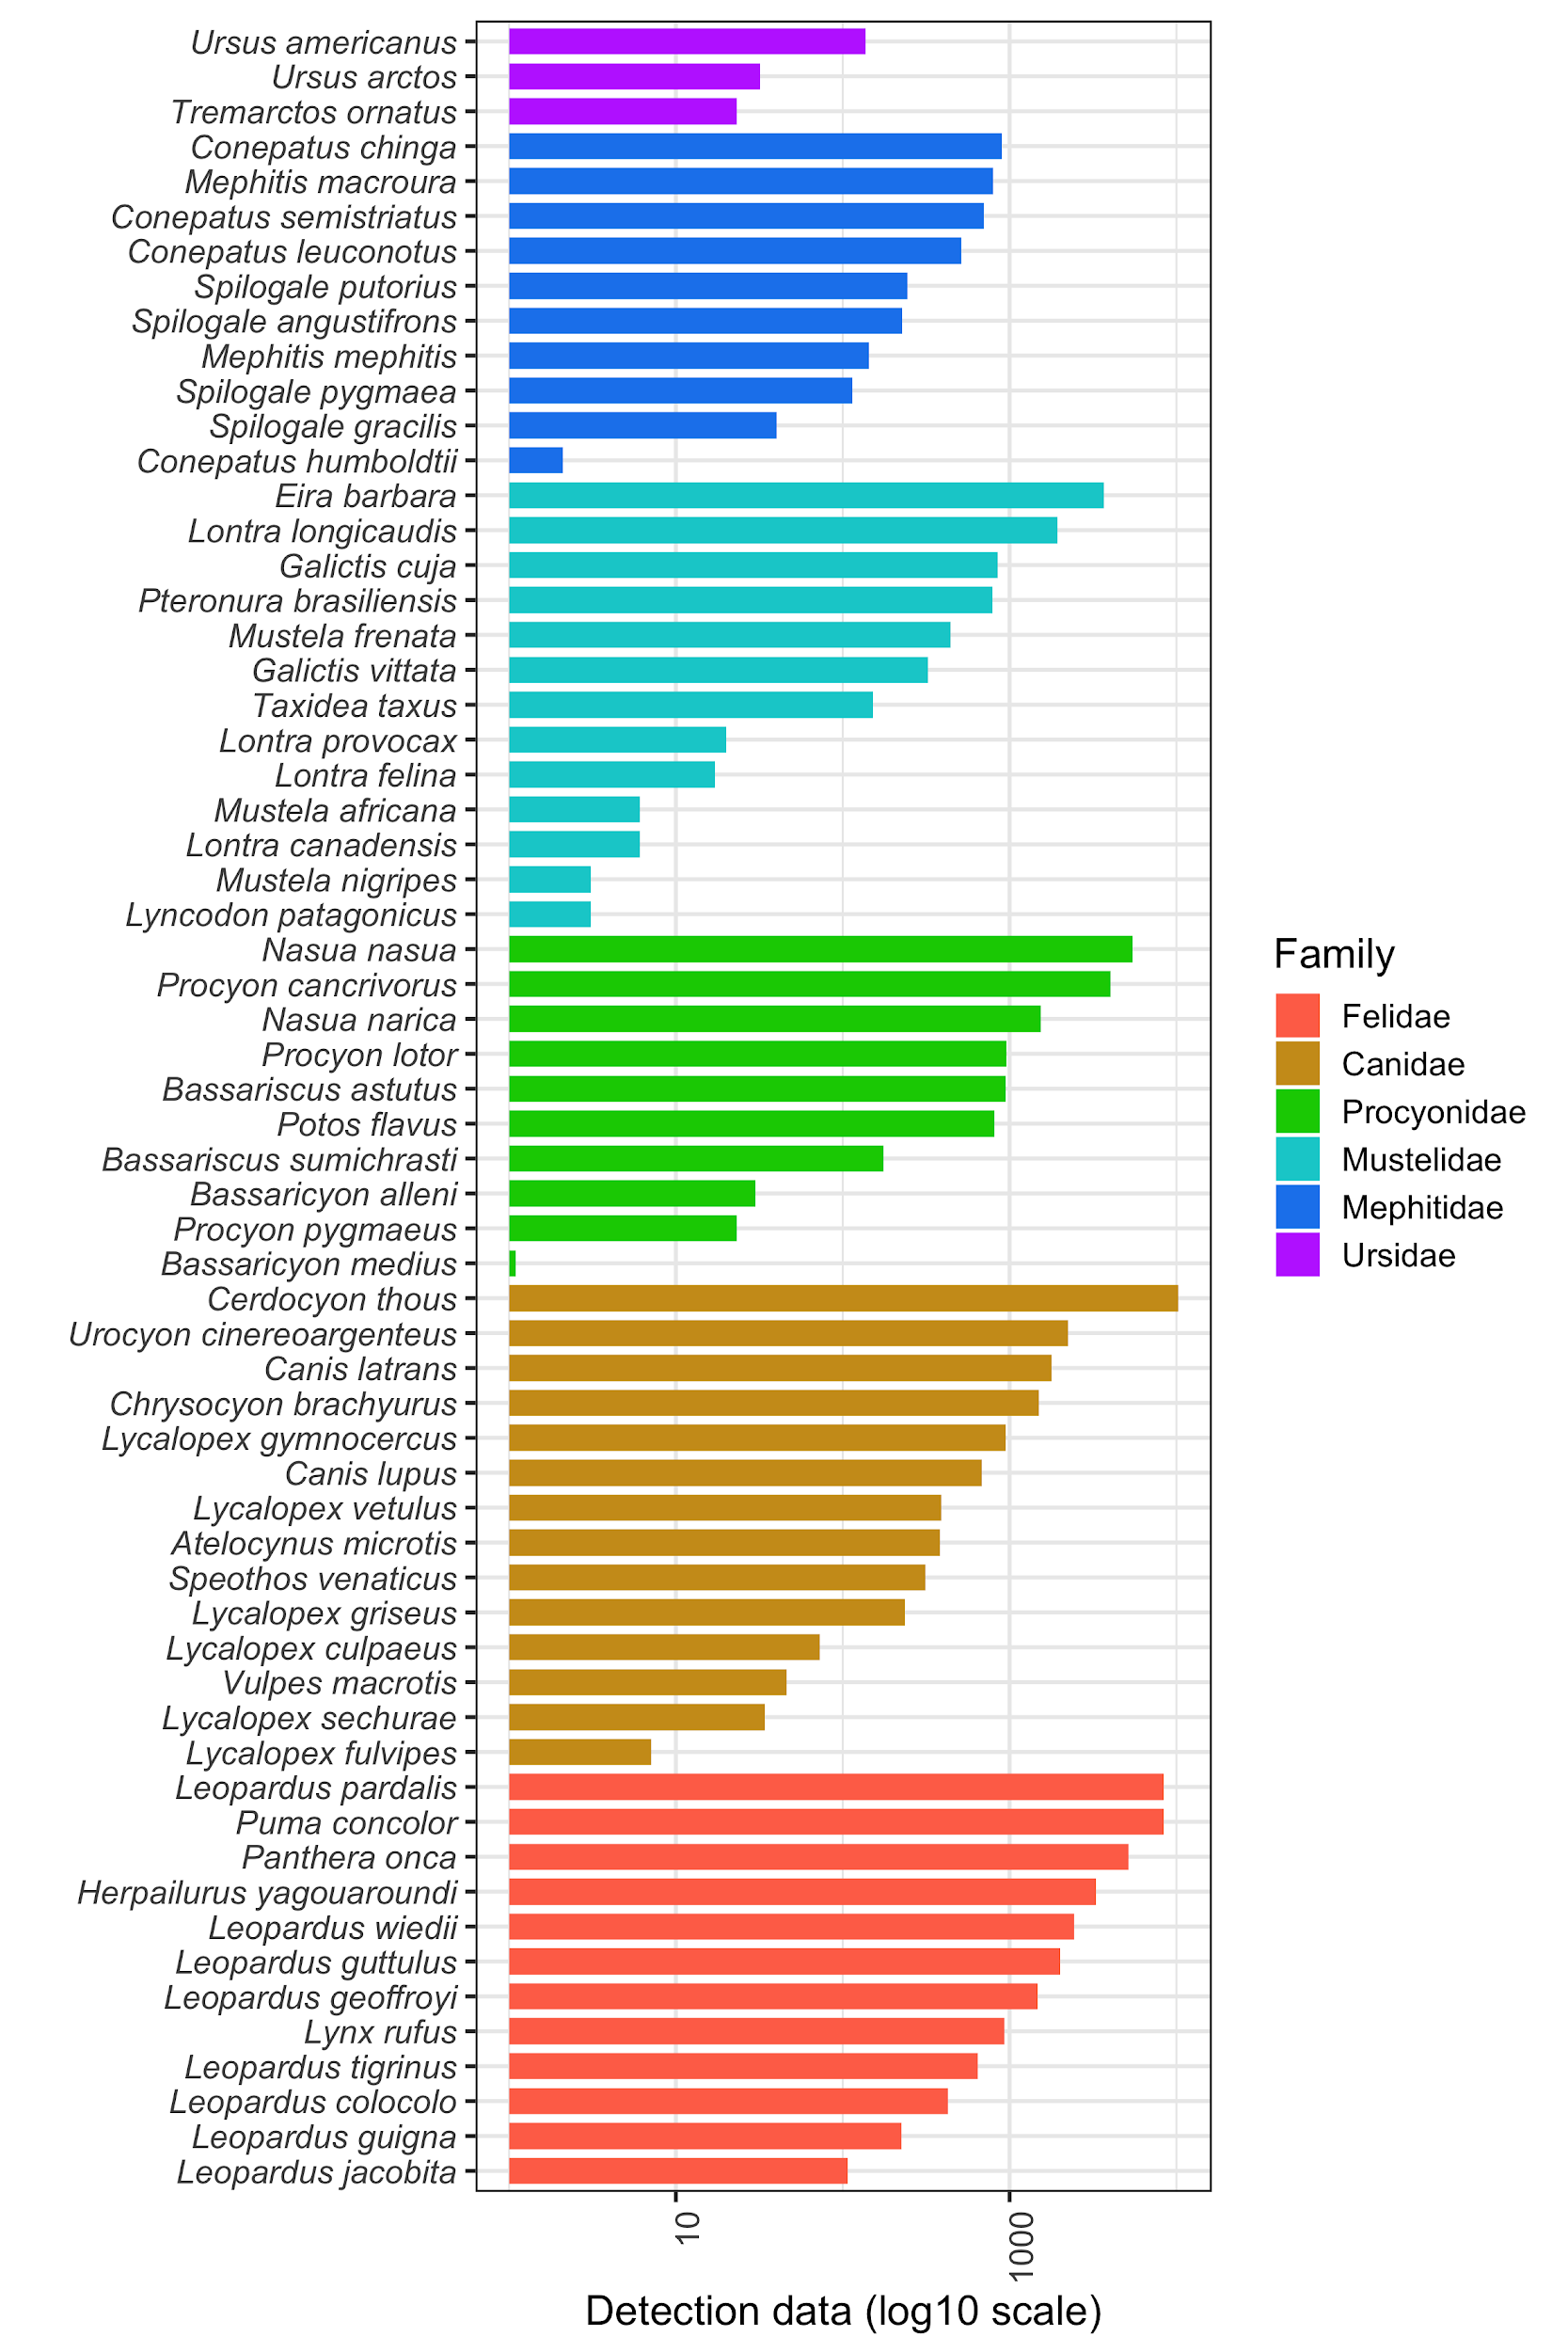 Ursus americanus
Ursus arctos
Tremarctos ornatus
Conepatus chinga
Mephitis macroura
Conepatus semistriatus
Conepatus leuconotus
Spilogale putorius
Spilogale angustifrons
Mephitis mephitis
Spilogale pygmaea
Spilogale gracilis
Conepatus humboldtii
Eira barbara
Lontra longicaudis
Galictis cuja
Pteronura brasiliensis
Mustela frenata
Galictis vittata
Taxidea taxus
Lontra provocax
Lontra felina
Mustela africana
Lontra canadensis
Mustela nigripes
Lyncodon patagonicus
Nasua nasua
Procyon cancrivorus
Nasua narica
Procyon lotor
Bassariscus astutus
Potos flavus
Bassariscus sumichrasti
Bassaricyon alleni
Procyon pygmaeus
Bassaricyon medius
Cerdocyon thous
Urocyon cinereoargenteus
Canis latrans
Chrysocyon brachyurus
Lycalopex gymnocercus
Canis lupus
Lycalopex vetulus
Atelocynus microtis
Speothos venaticus
Lycalopex griseus
Lycalopex culpaeus
Vulpes macrotis
Lycalopex sechurae
Lycalopex fulvipes
Leopardus pardalis
Puma concolor
Panthera onca
Herpailurus yagouaroundi
Leopardus wiedii
Leopardus guttulus
Leopardus geoffroyi
Lynx rufus
Leopardus tigrinus
Leopardus colocolo
Leopardus guigna
Leopardus jacobita
10
1000
Detection data (log10 scale)
Family
Felidae
Canidae
Procyonidae
Mustelidae
Mephitidae
Ursidae